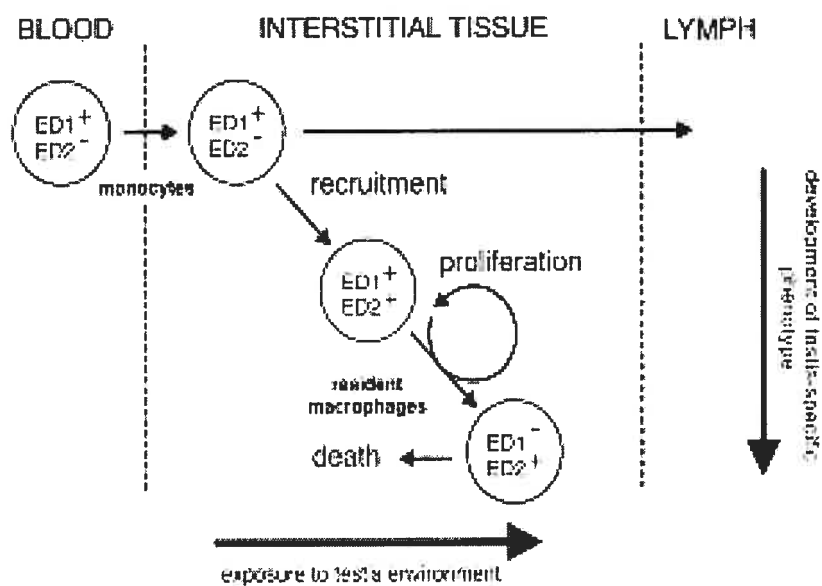 BLOOD
INTERSTITIAL TISSUE
LYMPH
ED1+
ED2-
ED1+
ED2-
monocytes
recruitment
ED1+
ED2+
proliferation
resident
macrophages
death
ED1-
ED2+
development of testis-specific
phenotype
exposure to testis environment